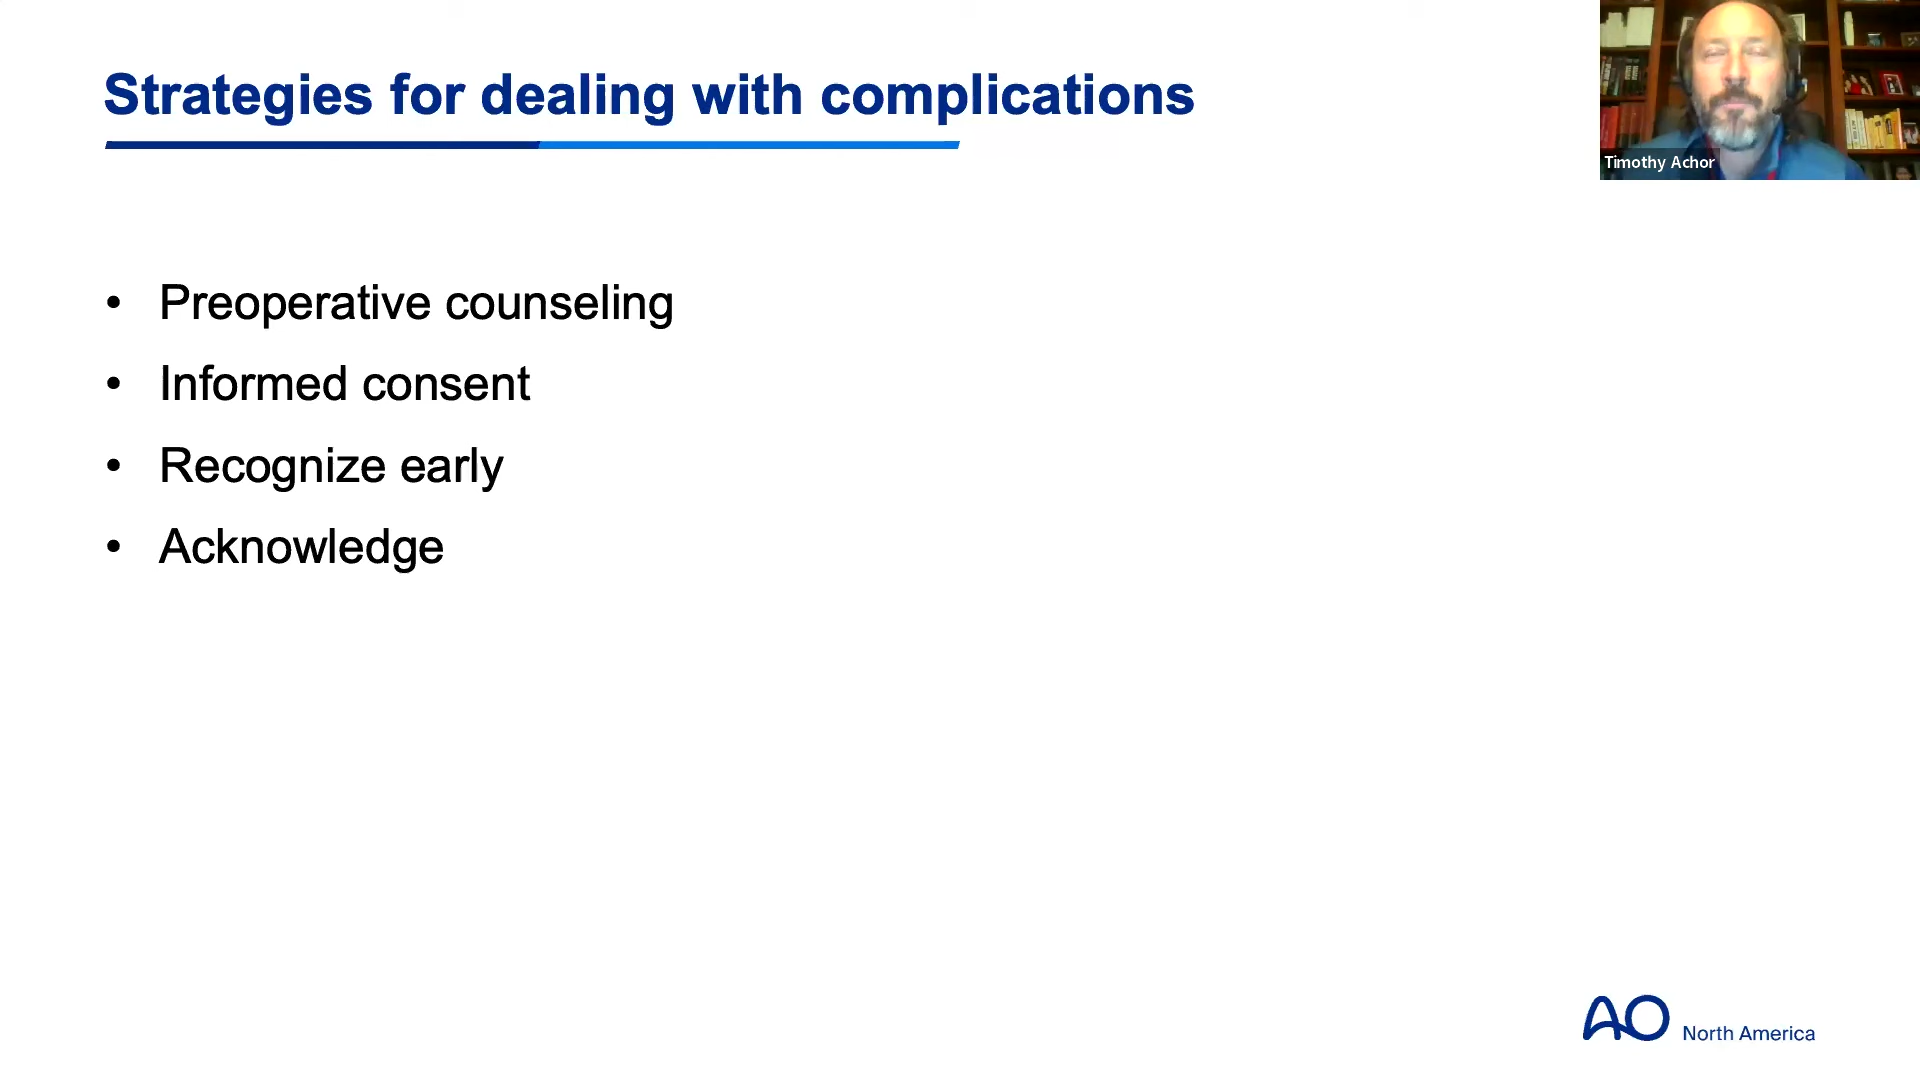 Strategies for dealing with complications
Timothy Achor
• Preoperative counseling
• Informed consent
• Recognize early
• Acknowledge
AO North America